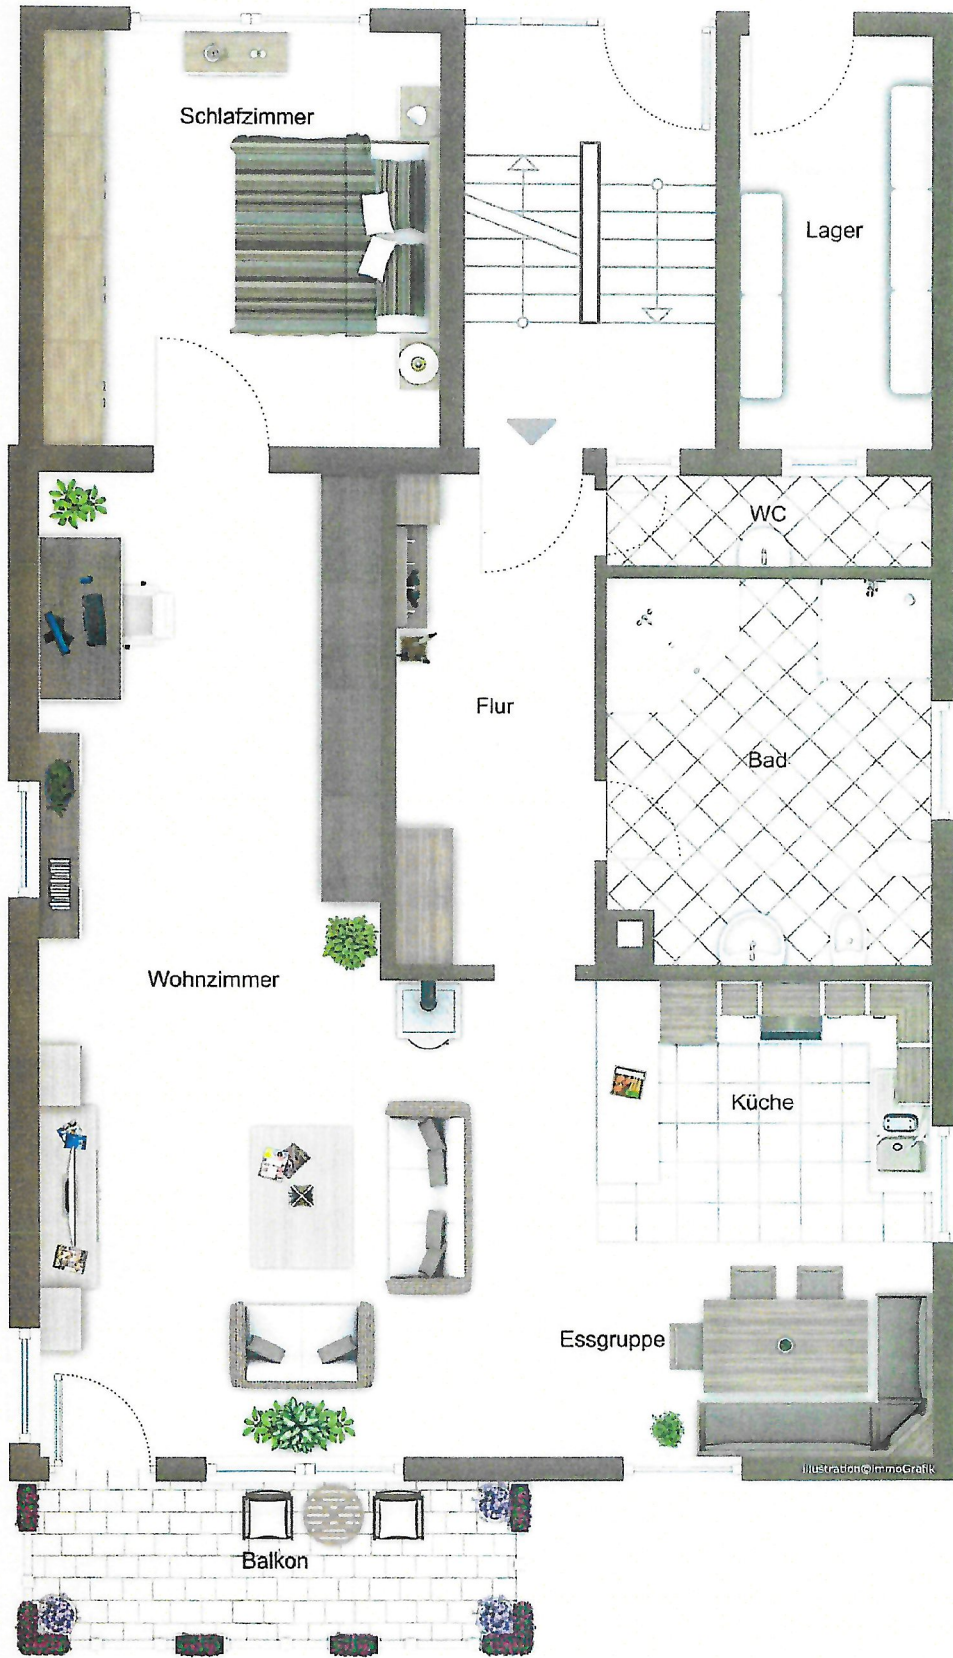 Schlafzimmer
Lager
WC
Flur
Bad
Wohnzimmer
Küche
Essgruppe
Illustration©ImmoGrafik
Balkon